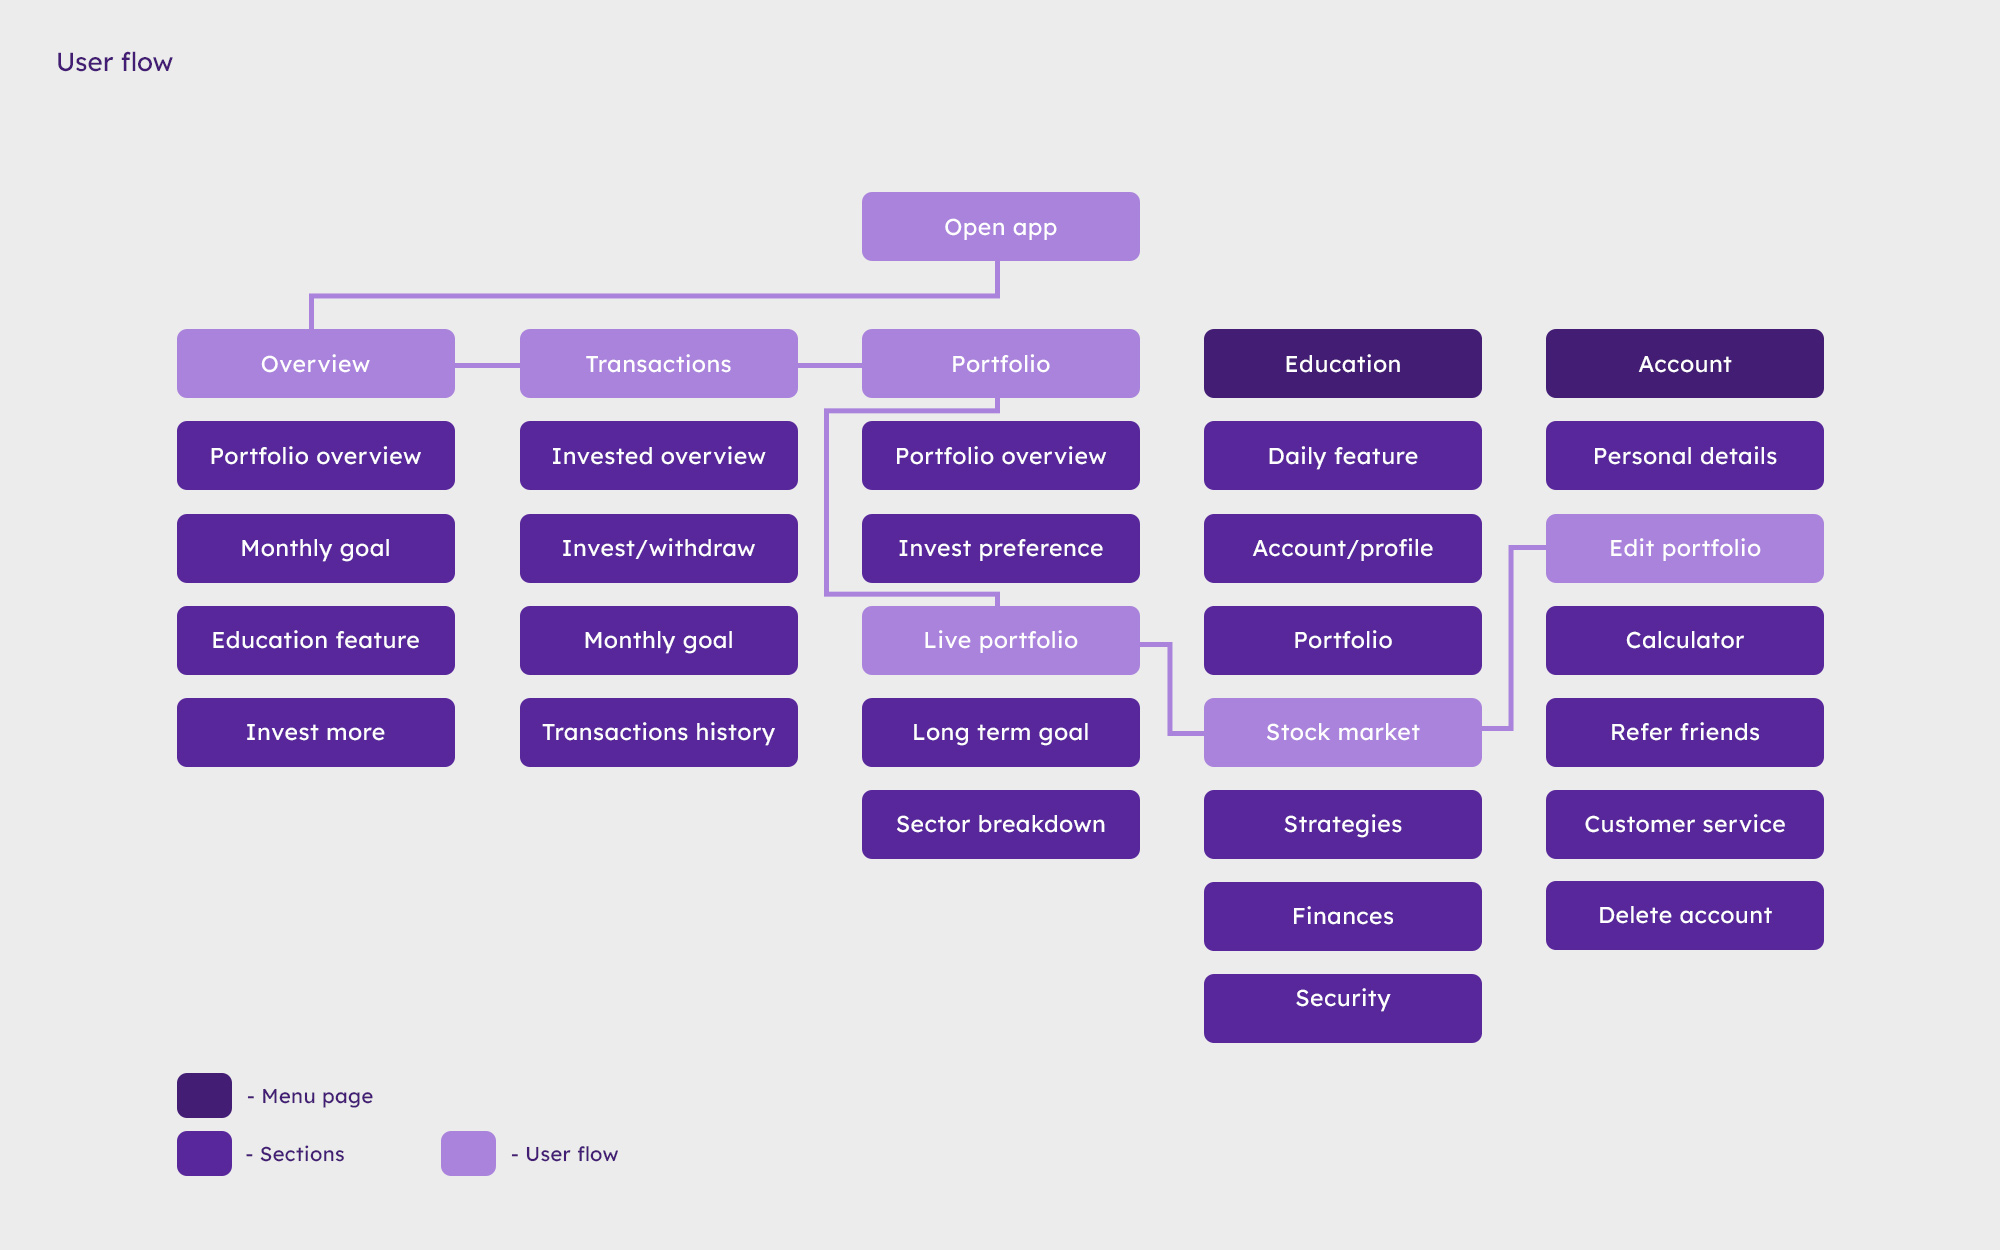 User flow
Open app
Overview
Transactions
Portfolio
Education
Account
Portfolio overview
Invested overview
Portfolio overview
Daily feature
Personal details
Monthly goal
Invest/withdraw
Invest preference
Account/profile
Edit portfolio
Education feature
Monthly goal
Live portfolio
Portfolio
Calculator
Invest more
Transactions history
Long term goal
Stock market
Refer friends
Sector breakdown
Strategies
Customer service
Finances
Delete account
Security
- Menu page
- Sections
- User flow